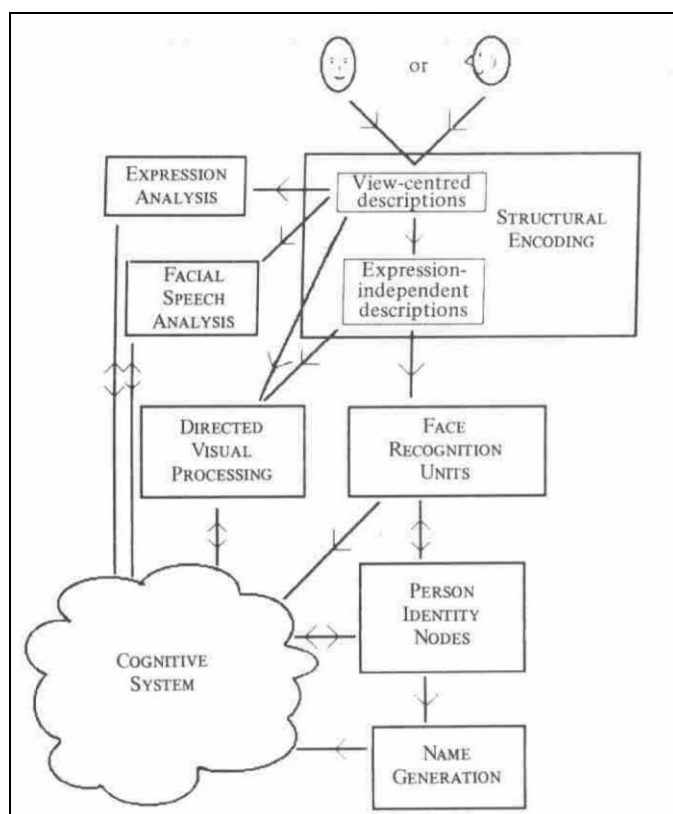 or
EXPRESSION
ANALYSIS
View-centred
descriptions
STRUCTURAL
ENCODING
FACIAL
SPEECH
ANALYSIS
Expression-
independent
descriptions
DIRECTED
VISUAL
PROCESSING
FACE
RECOGNITION
UNITS
COGNITIVE
SYSTEM
PERSON
IDENTITY
NODES
NAME
GENERATION